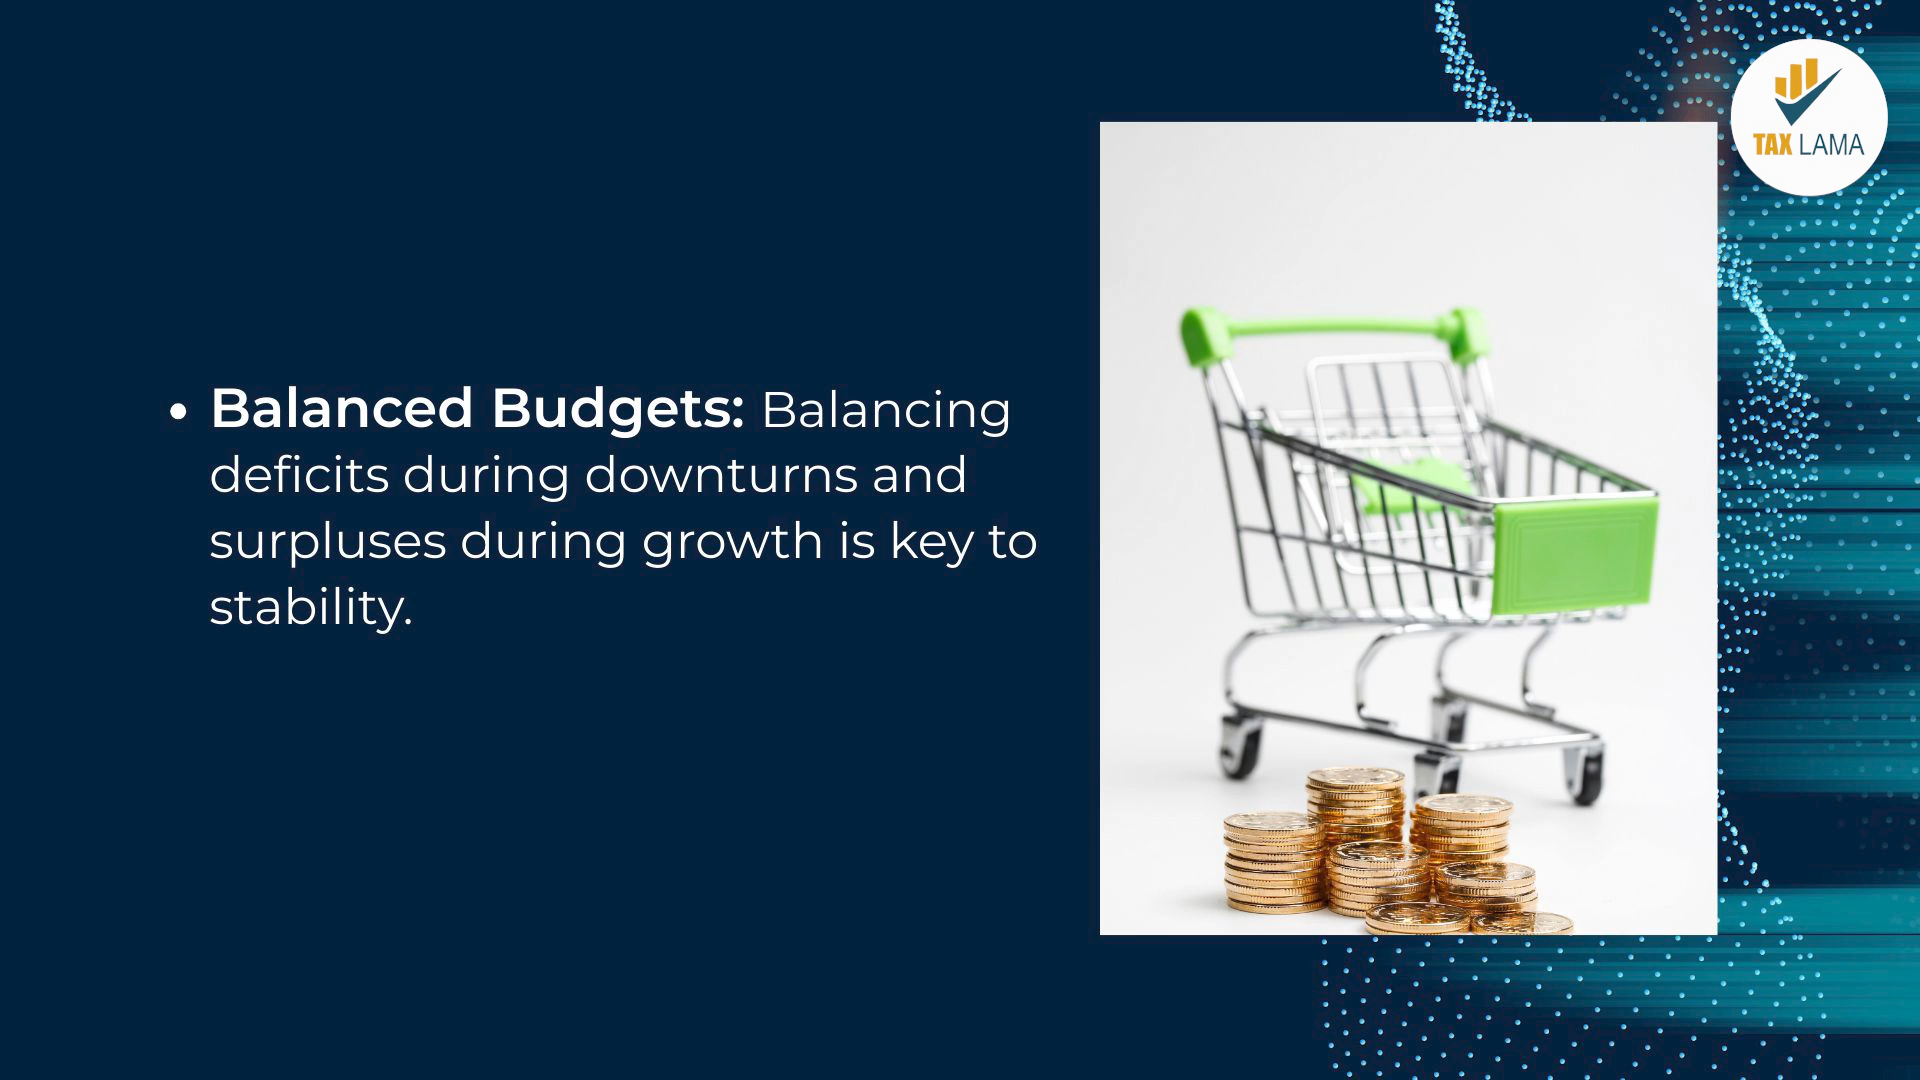 TAX LAMA
• Balanced Budgets: Balancing
deficits during downturns and
surpluses during growth is key to
stability.